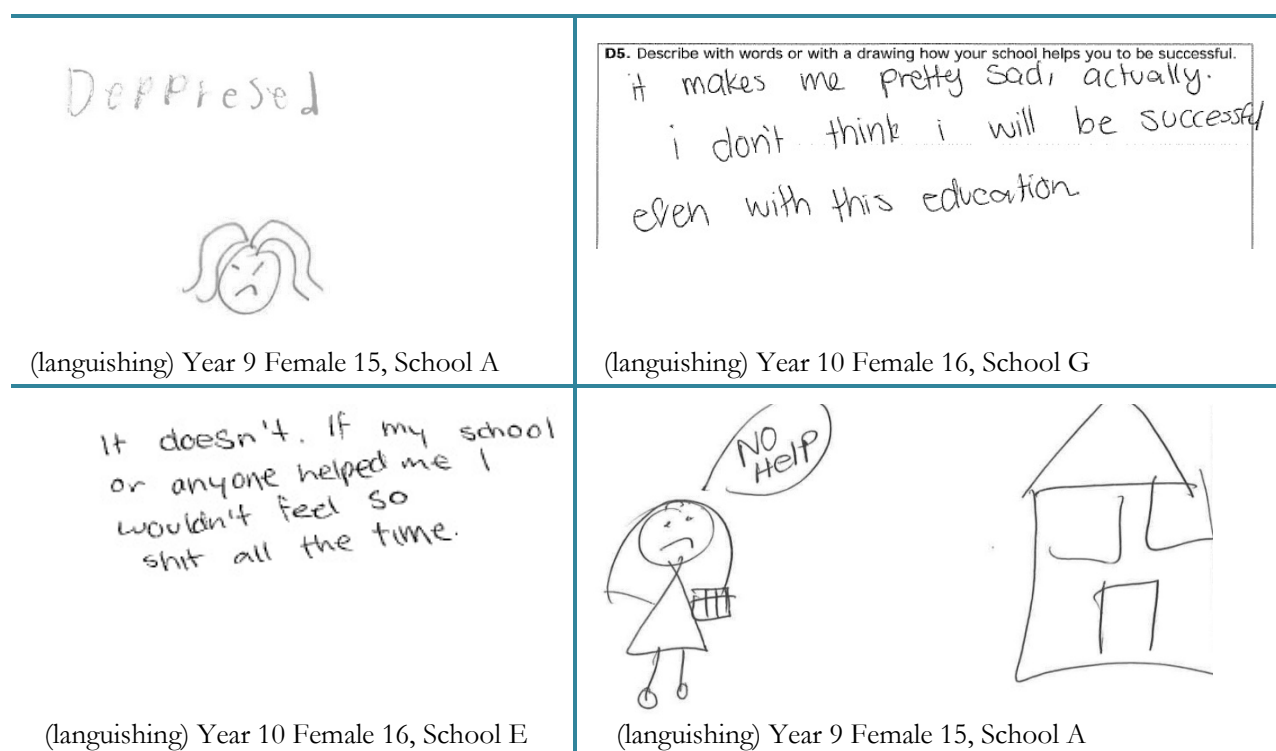 Deppresed
(languishing) Year 9 Female 15, School A
D5. Describe with words or with a drawing how your school helps you to be successful.
it makes me pretty sad, actually.
i don't think i will be successful
even with this education
(languishing) Year 10 Female 16, School G
It doesn't. If my school
or anyone helped me I
wouldn't feel so
shit all the time.
(languishing) Year 10 Female 16, School E
NO
HElP
(languishing) Year 9 Female 15, School A